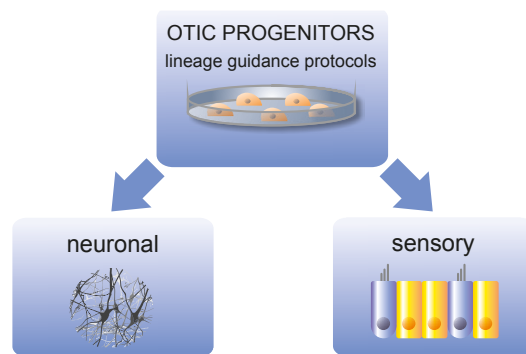 OTIC PROGENITORS
lineage guidance protocols
neuronal
sensory